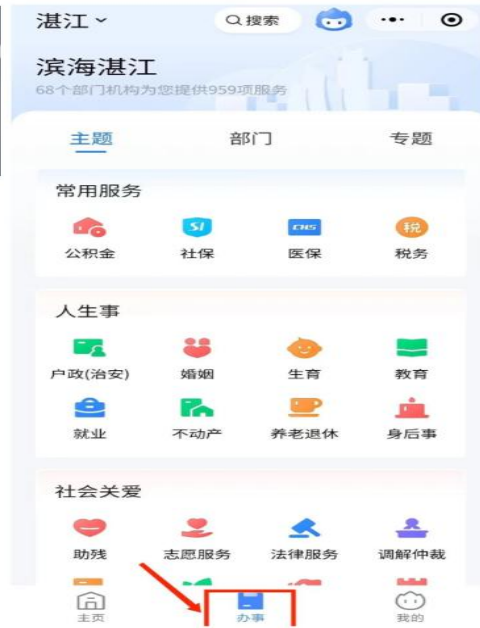 湛江
搜索
滨海湛江
68个部门机构为您提供959项服务
主题 部门 专题
常用服务
公积金 社保 医保 税务
人生事
户政(治安) 婚姻 生育 教育
就业 不动产 养老退休 身后事
社会关爱
助残 志愿服务 法律服务 调解仲裁
主页 办事 我的